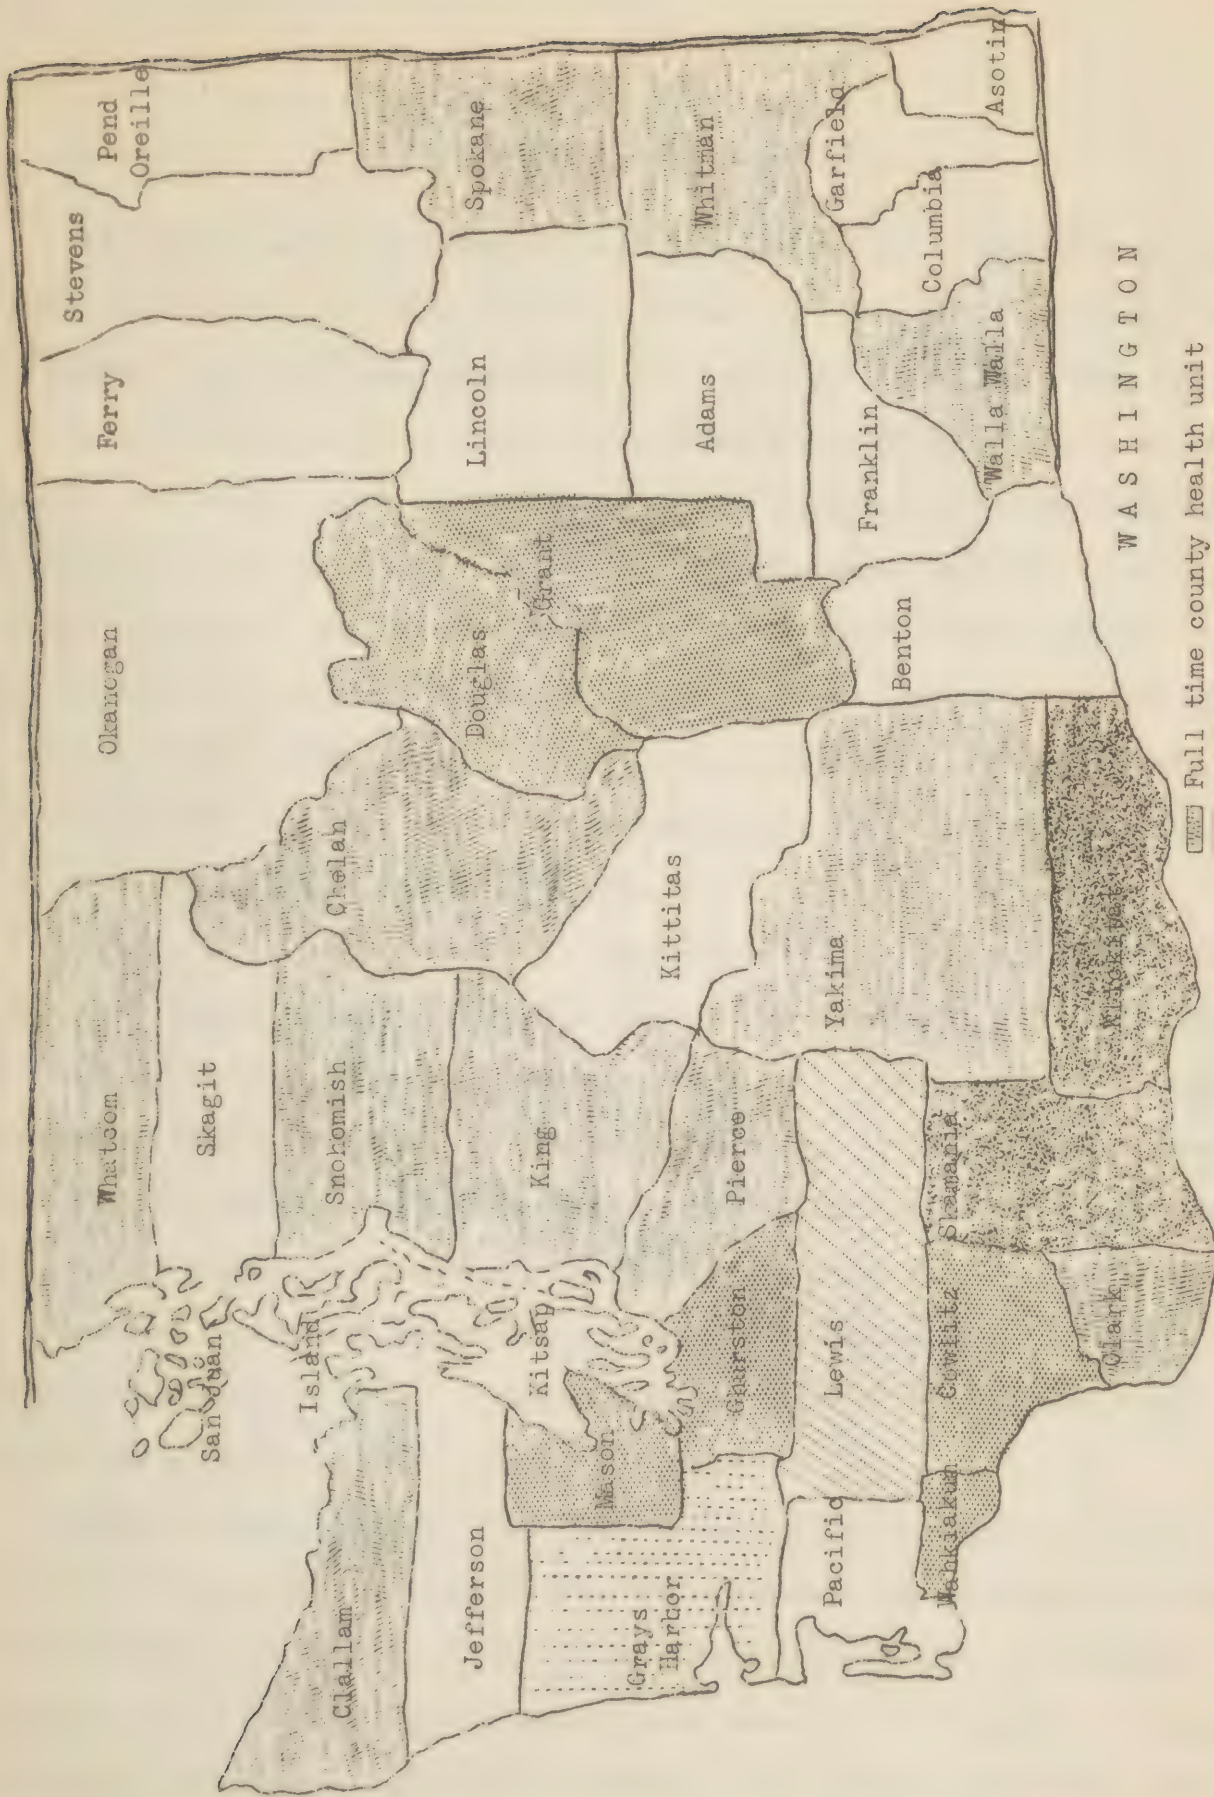 Whatcom
Okanogan
Ferry
Stevens
Pend
Oreille
San Juan
Skagit
Island
Snohomish
Chelan
Douglas
Grant
Lincoln
Spokane
Clallam
Jefferson
Kitsap
King
Mason
Grays
Harbor
Kittitas
Adams
Whitman
Pierce
Thurston
Pacific
Lewis
Yakima
Benton
Franklin
Garfield
Columbia
Asotin
Walla Walla
Wahkiakum
Cowlitz
Skamania
Klickitat
Clark
WASHINGTON
Full time county health unit